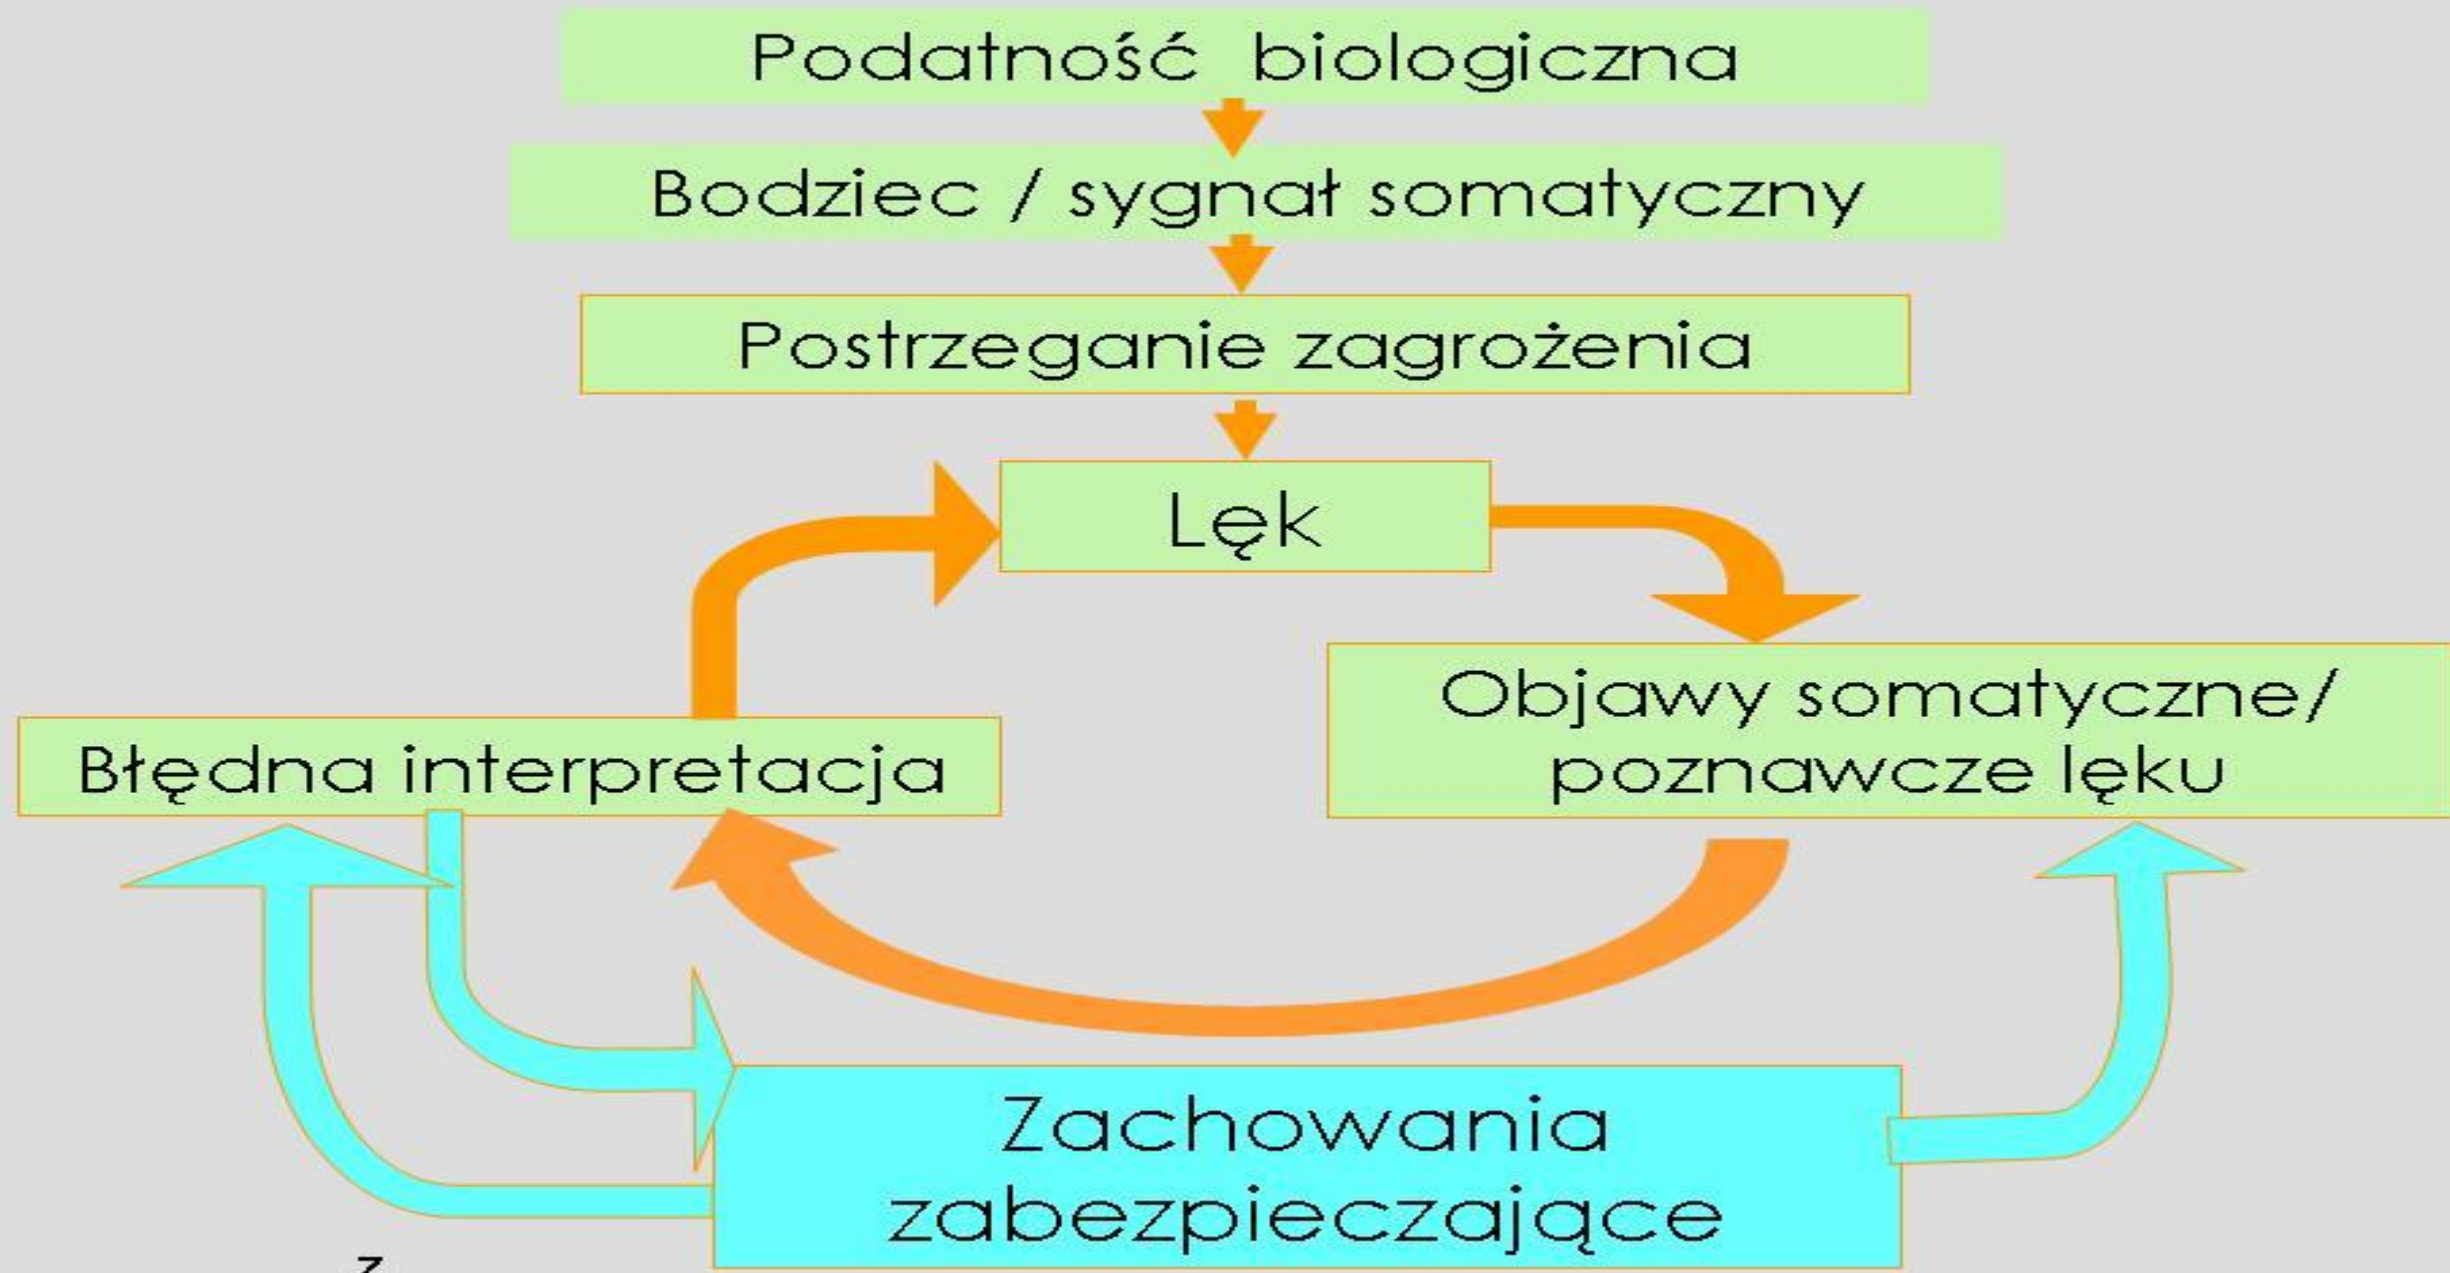 Podatność biologiczna
Bodziec / sygnał somatyczny
Postrzeganie zagrożenia
Lęk
Objawy somatyczne/
poznawcze lęku
Błędna interpretacja
Zachowania
zabezpieczające